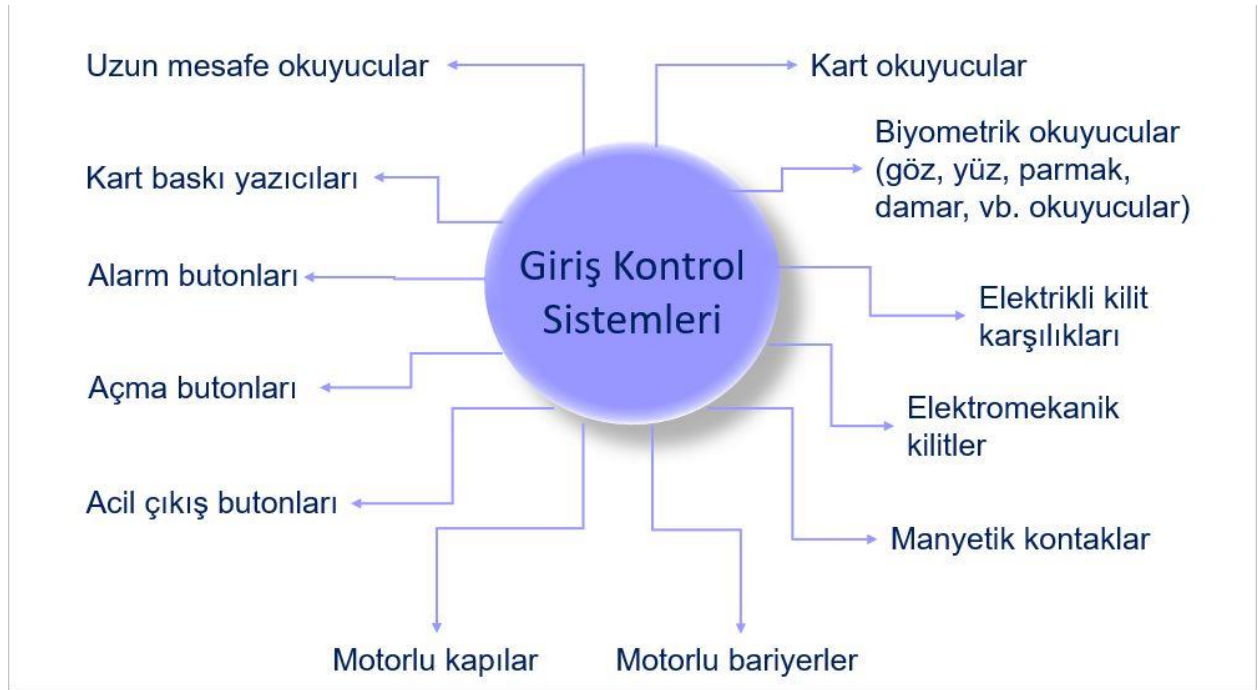 Uzun mesafe okuyucular
Kart okuyucular
Biyometrik okuyucular
(göz, yüz, parmak,
damar, vb. okuyucular)
Kart baskı yazıcıları
Giriş Kontrol
Sistemleri
Alarm butonları
Elektrikli kilit
karşılıkları
Açma butonları
Elektromekanik
kilitler
Acil çıkış butonları
Manyetik kontaklar
Motorlu kapılar
Motorlu bariyerler